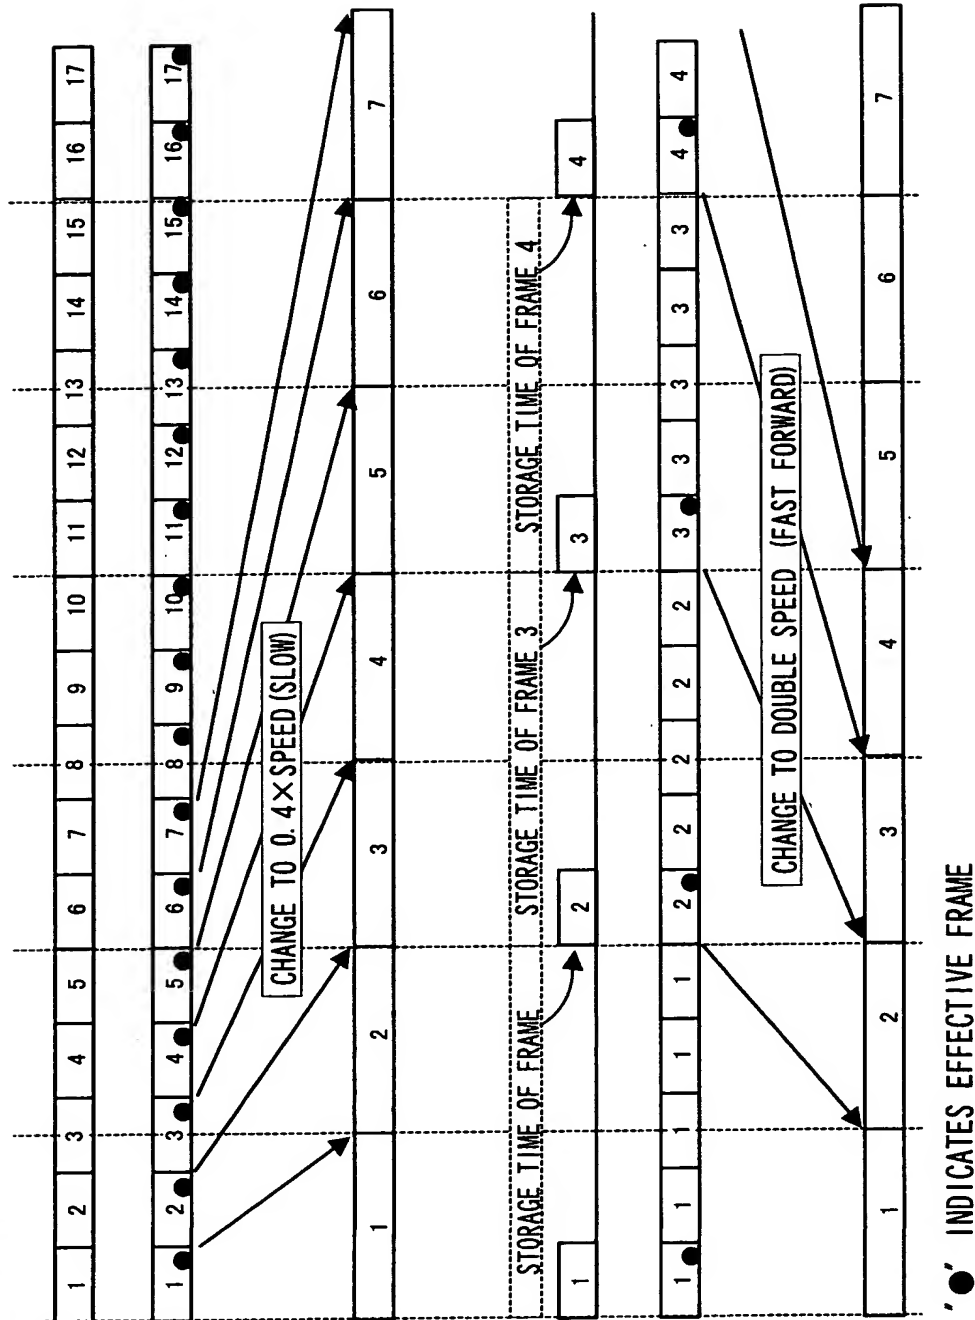 1 2 3 4 5 6 7 8 9 10 11 12 13 14 15 16 17
1 2 3 4 5 6 7 8 9 10 11 12 13 14 15 16 17
CHANGE TO 0.4×SPEED (SLOW)
1 2 3 4 5 6 7
STORAGE TIME OF FRAME STORAGE TIME OF FRAME 3 STORAGE TIME OF FRAME 4
1 2 3 4
1 1 1 1 1 2 2 2 2 2 3 3 3 3 3 4 4
CHANGE TO DOUBLE SPEED (FAST FORWARD)
1 2 3 4 5 6 7
'●' INDICATES EFFECTIVE FRAME